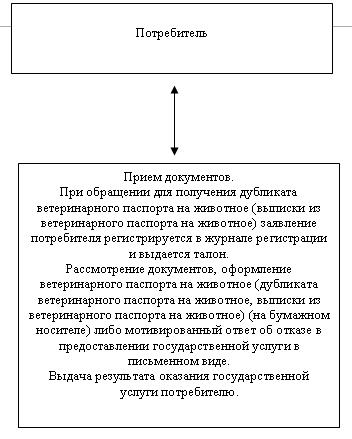 Потребитель
Прием документов.
При обращении для получения дубликата
ветеринарного паспорта на животное (выписки из
ветеринарного паспорта на животное) заявление
потребителя регистрируется в журнале регистрации
и выдается талон.
Рассмотрение документов, оформление
ветеринарного паспорта на животное (дубликата
ветеринарного паспорта на животное, выписки из
ветеринарного паспорта на животное) (на бумажном
носителе) либо мотивированный ответ об отказе в
предоставлении государственной услуги в
письменном виде.
Выдача результата оказания государственной
услуги потребителю.